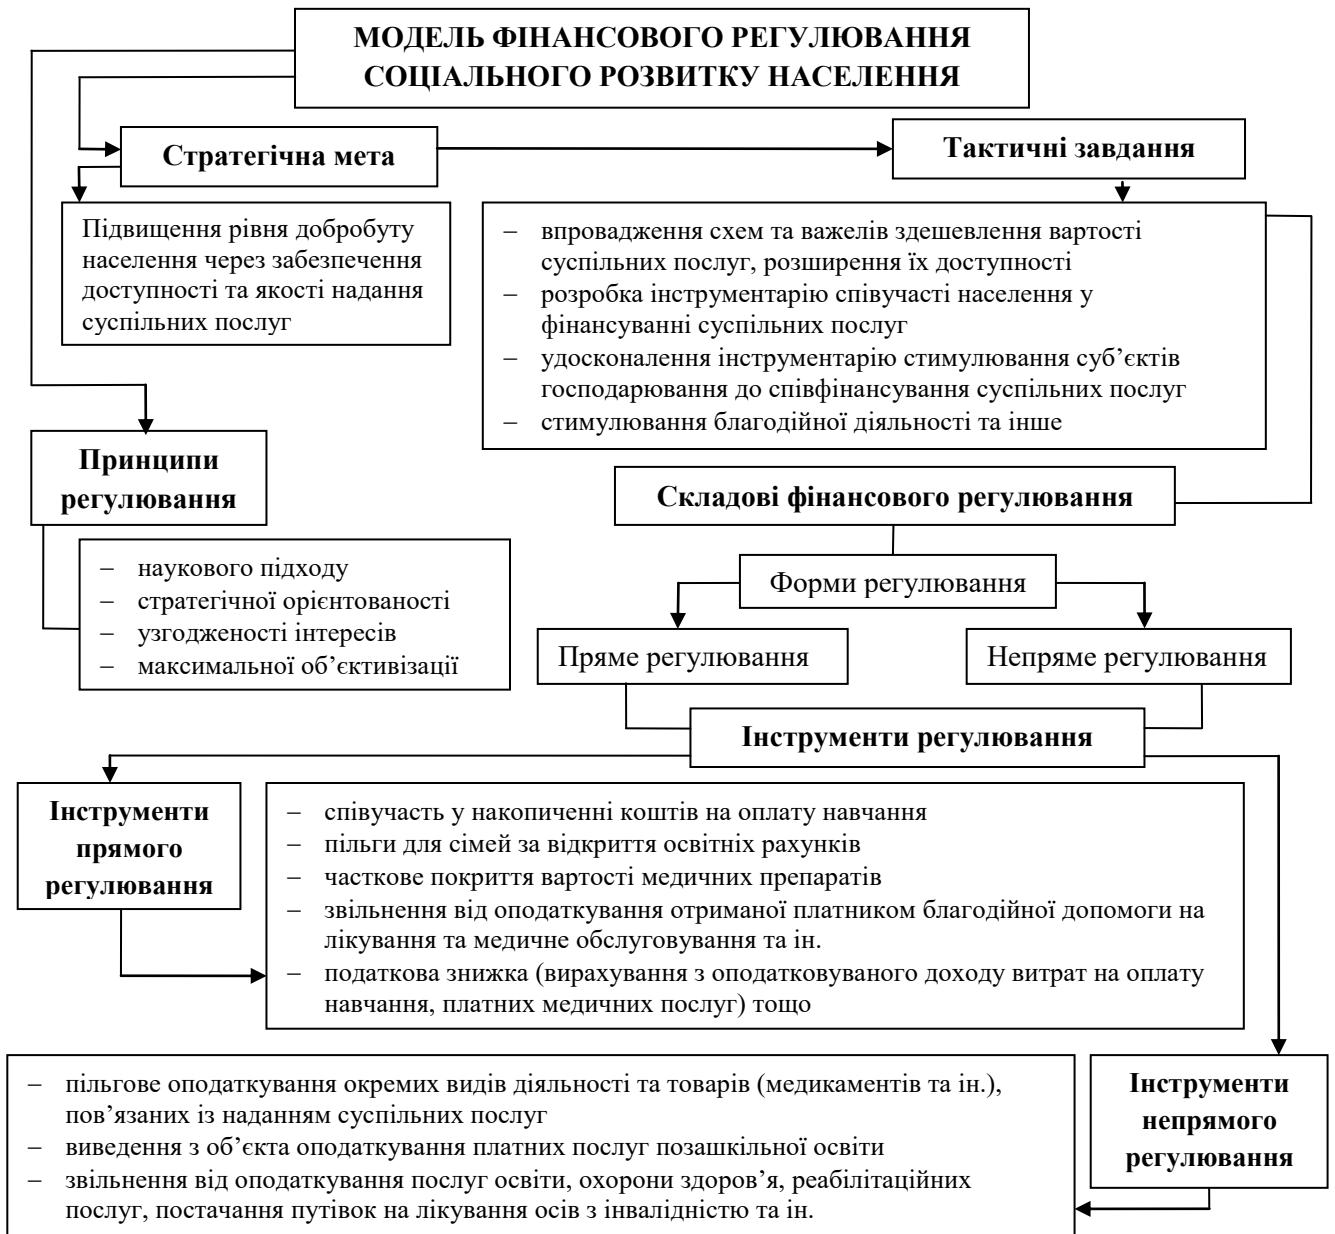 МОДЕЛЬ ФІНАНСОВОГО РЕГУЛЮВАННЯ
СОЦІАЛЬНОГО РОЗВИТКУ НАСЕЛЕННЯ
Стратегічна мета
Тактичні завдання
Підвищення рівня добробуту
населення через забезпечення
доступності та якості надання
суспільних послуг
– впровадження схем та важелів здешевлення вартості
суспільних послуг, розширення їх доступності
– розробка інструментарію співучасті населення у
фінансуванні суспільних послуг
– удосконалення інструментарію стимулювання суб’єктів
господарювання до співфінансування суспільних послуг
– стимулювання благодійної діяльності та інше
Принципи
регулювання
– наукового підходу
– стратегічної орієнтованості
– узгодженості інтересів
– максимальної об’єктивізації
Складові фінансового регулювання
Форми регулювання
Пряме регулювання
Непряме регулювання
Інструменти регулювання
Інструменти
прямого
регулювання
– співучасть у накопиченні коштів на оплату навчання
– пільги для сімей за відкриття освітніх рахунків
– часткове покриття вартості медичних препаратів
– звільнення від оподаткування отриманої платником благодійної допомоги на
лікування та медичне обслуговування та ін.
– податкова знижка (вирахування з оподатковуваного доходу витрат на оплату
навчання, платних медичних послуг) тощо
– пільгове оподаткування окремих видів діяльності та товарів (медикаментів та ін.),
пов’язаних із наданням суспільних послуг
– виведення з об’єкта оподаткування платних послуг позашкільної освіти
– звільнення від оподаткування послуг освіти, охорони здоров’я, реабілітаційних
послуг, постачання путівок на лікування осіб з інвалідністю та ін.
Інструменти
непрямого
регулювання